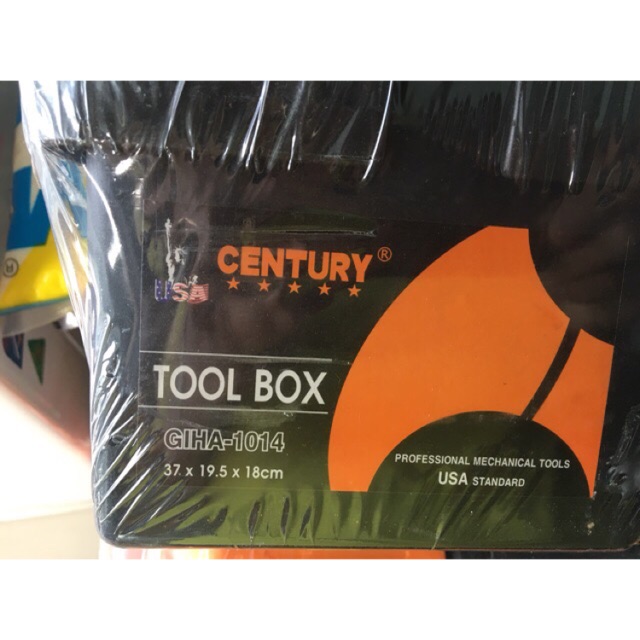 CENTURY®
USA
TOOL BOX
GIHA-1014
37 x 19.5 x 18cm
PROFESSIONAL MECHANICAL TOOLS
USA STANDARD